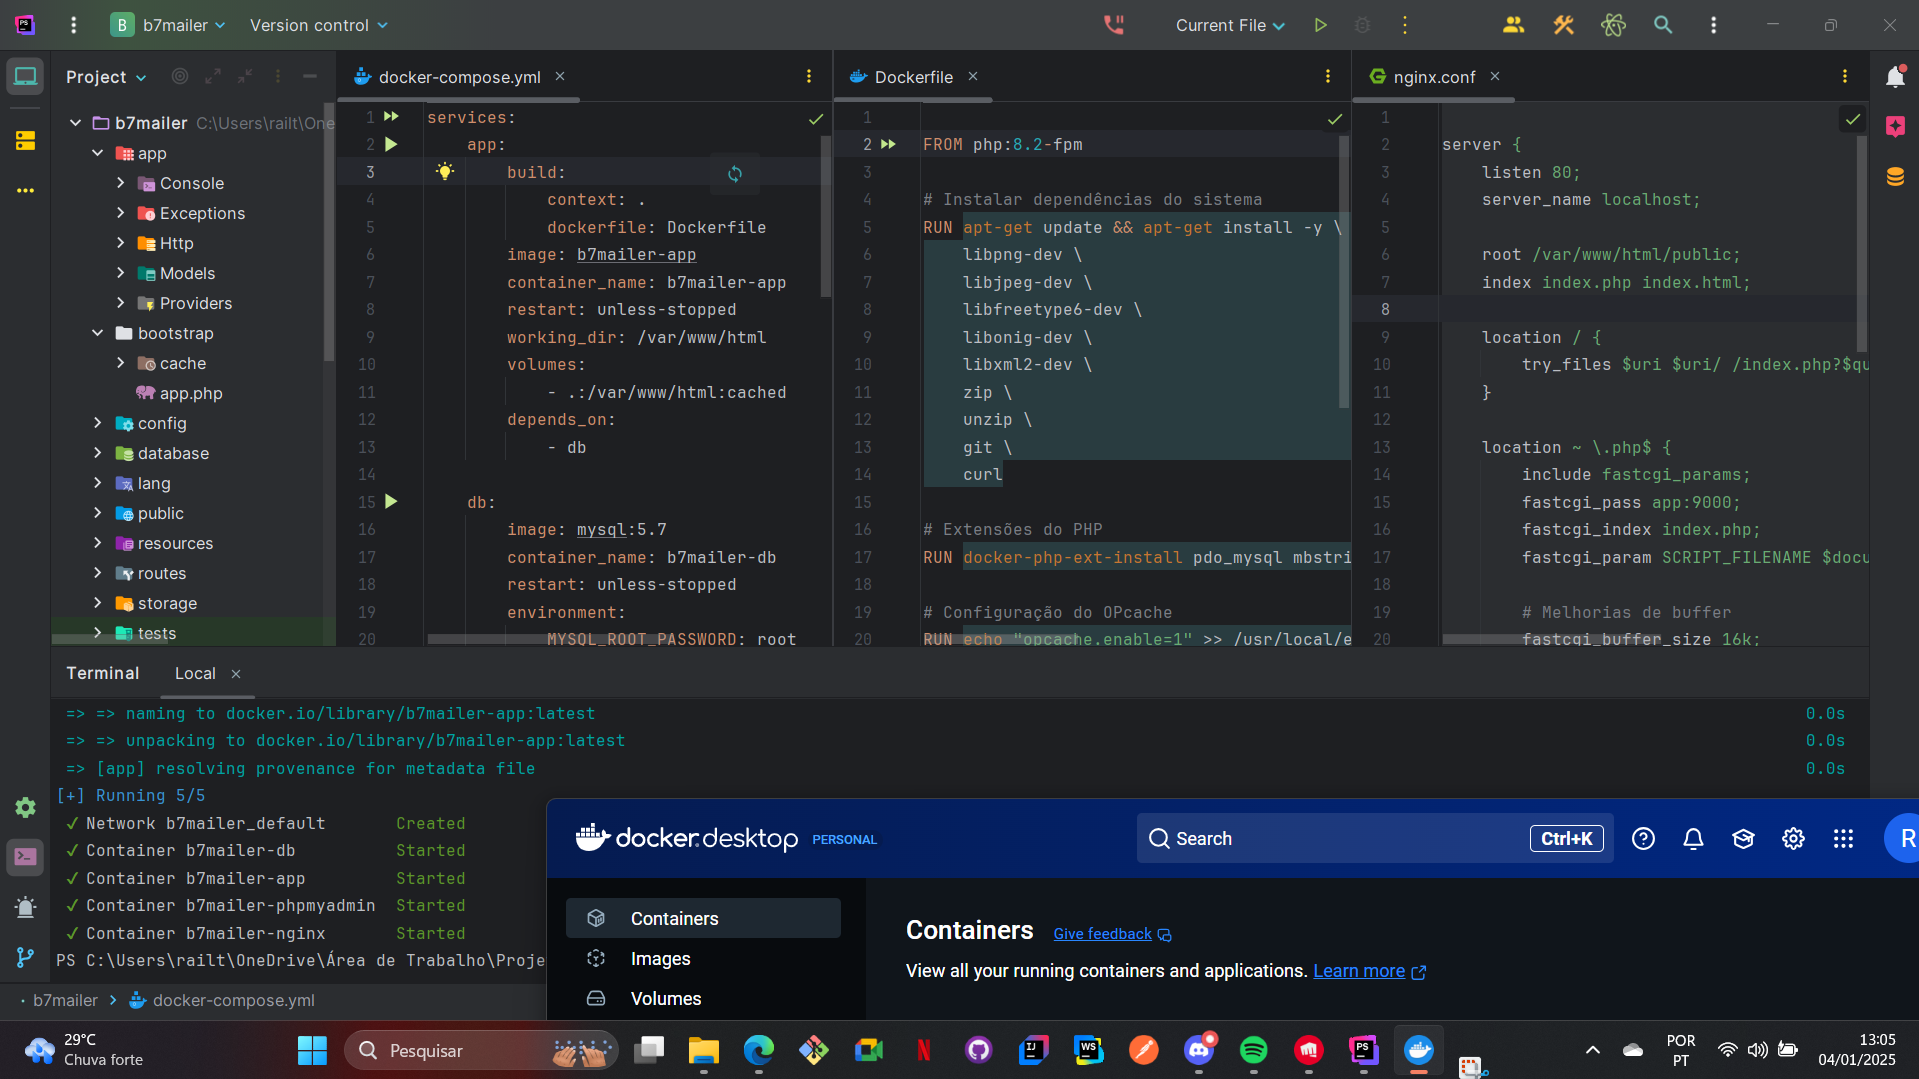 PS
B
b7mailer
Version control
Current File
Project
docker-compose.yml
Dockerfile
nginx.conf
b7mailer C:\Users\railt\One
app
Console
Exceptions
Http
Models
Providers
bootstrap
cache
app.php
config
database
lang
public
resources
routes
storage
tests
1 services:
2 app:
3 build:
4 context: .
5 dockerfile: Dockerfile
6 image: b7mailer-app
7 container_name: b7mailer-app
8 restart: unless-stopped
9 working_dir: /var/www/html
10 volumes:
11 - .:/var/www/html:cached
12 depends_on:
13 - db
14
15 db:
16 image: mysql:5.7
17 container_name: b7mailer-db
18 restart: unless-stopped
19 environment:
20 MYSQL_ROOT_PASSWORD: root
1
2 FROM php:8.2-fpm
3
4 # Instalar dependências do sistema
5 RUN apt-get update && apt-get install -y \
6 libpng-dev \
7 libjpeg-dev \
8 libfreetype6-dev \
9 libonig-dev \
10 libxml2-dev \
11 zip \
12 unzip \
13 git \
14 curl
15
16 # Extensões do PHP
17 RUN docker-php-ext-install pdo_mysql mbstri
18
19 # Configuração do OPcache
20 RUN echo "opcache.enable=1" >> /usr/local/e
1
2 server {
3 listen 80;
4 server_name localhost;
5
6 root /var/www/html/public;
7 index index.php index.html;
8
9 location / {
10 try_files $uri $uri/ /index.php?$qu
11 }
12
13 location ~ \.php$ {
14 include fastcgi_params;
15 fastcgi_pass app:9000;
16 fastcgi_index index.php;
17 fastcgi_param SCRIPT_FILENAME $docu
18
19 # Melhorias de buffer
20 fastcgi_buffer_size 16k;
Terminal
Local
=> => naming to docker.io/library/b7mailer-app:latest 0.0s
=> => unpacking to docker.io/library/b7mailer-app:latest 0.0s
=> [app] resolving provenance for metadata file 0.0s
[+] Running 5/5
✓ Network b7mailer_default Created
✓ Container b7mailer-db Started
✓ Container b7mailer-app Started
✓ Container b7mailer-phpmyadmin Started
✓ Container b7mailer-nginx Started
PS C:\Users\railt\OneDrive\Área de Trabalho\Proje
b7mailer
docker-compose.yml
docker.desktop PERSONAL
Search
Ctrl+K
R
Containers
Images
Volumes
Containers
Give feedback
View all your running containers and applications. Learn more
29°C
Chuva forte
Pesquisar
N
IJ
WS
PS
POR
PT
13:05
04/01/2025